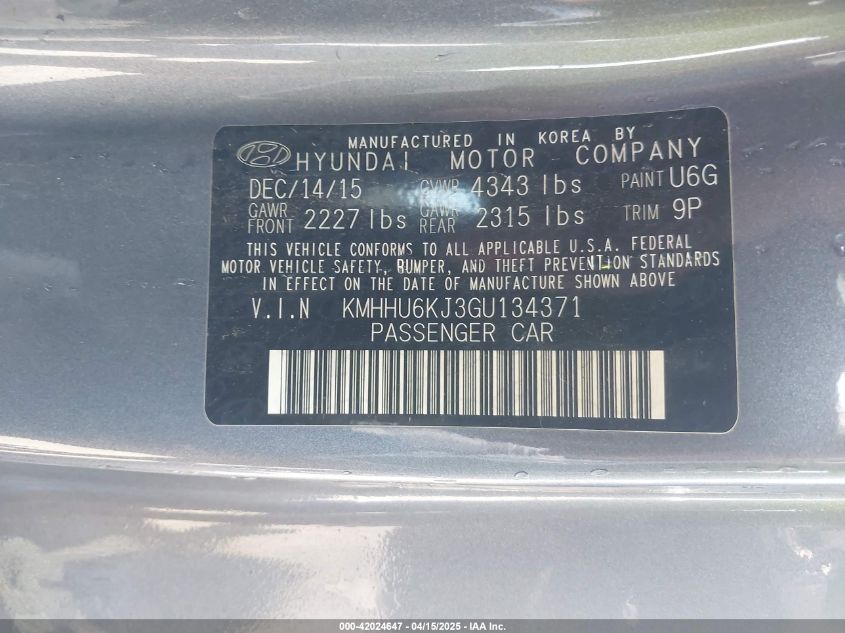 MANUFACTURED IN KOREA BY
HYUNDAI MOTOR COMPANY
DEC/14/15 GVWR 4343 lbs PAINT U6G
GAWR FRONT 2227 lbs GAWR REAR 2315 lbs TRIM 9P
THIS VEHICLE CONFORMS TO ALL APPLICABLE U.S.A. FEDERAL
MOTOR VEHICLE SAFETY, BUMPER, AND THEFT PREVENTION STANDARDS
IN EFFECT ON THE DATE OF MANUFACTURE SHOWN ABOVE
V.I.N KMHHU6KJ3GU134371
PASSENGER CAR
000-42024647 - 04/15/2025 - IAA Inc.